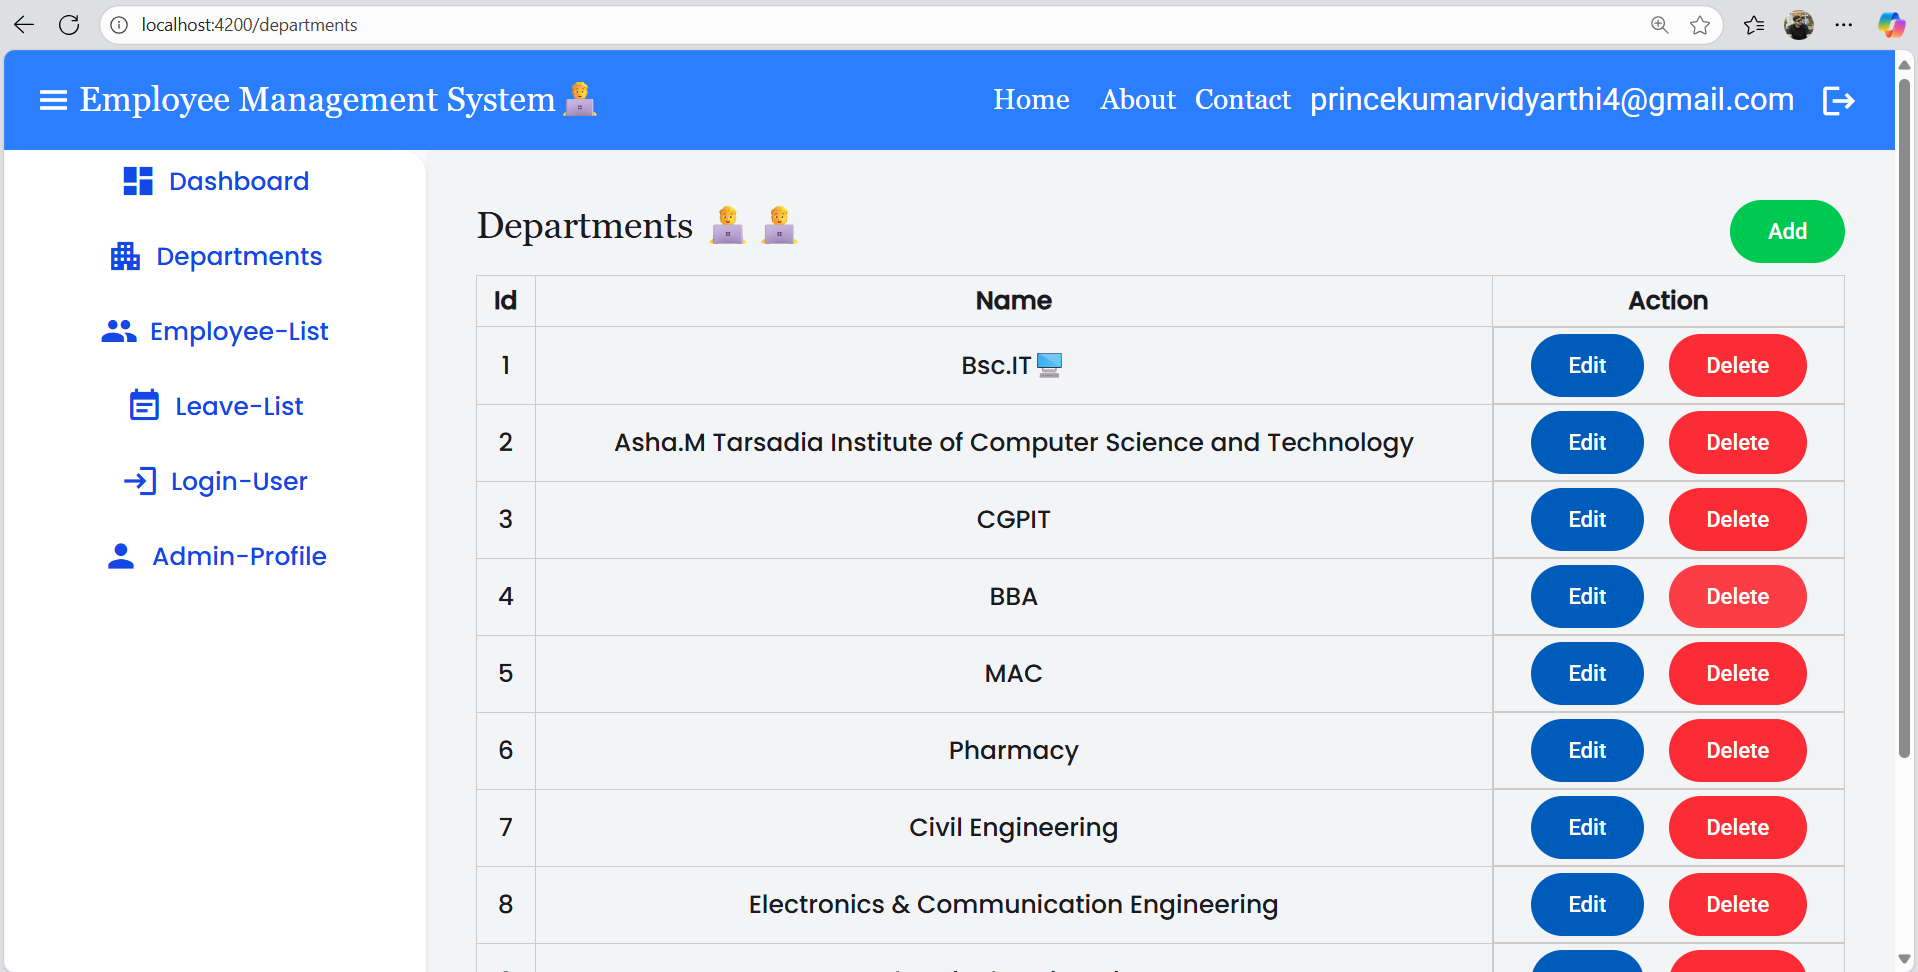 localhost:4200/departments
Employee Management System
Home About Contact princekumarvidyarthi4@gmail.com
Dashboard
Departments
Employee-List
Leave-List
Login-User
Admin-Profile
Departments
Add
Id Name Action
1 Bsc.IT Edit Delete
2 Asha.M Tarsadia Institute of Computer Science and Technology Edit Delete
3 CGPIT Edit Delete
4 BBA Edit Delete
5 MAC Edit Delete
6 Pharmacy Edit Delete
7 Civil Engineering Edit Delete
8 Electronics & Communication Engineering Edit Delete